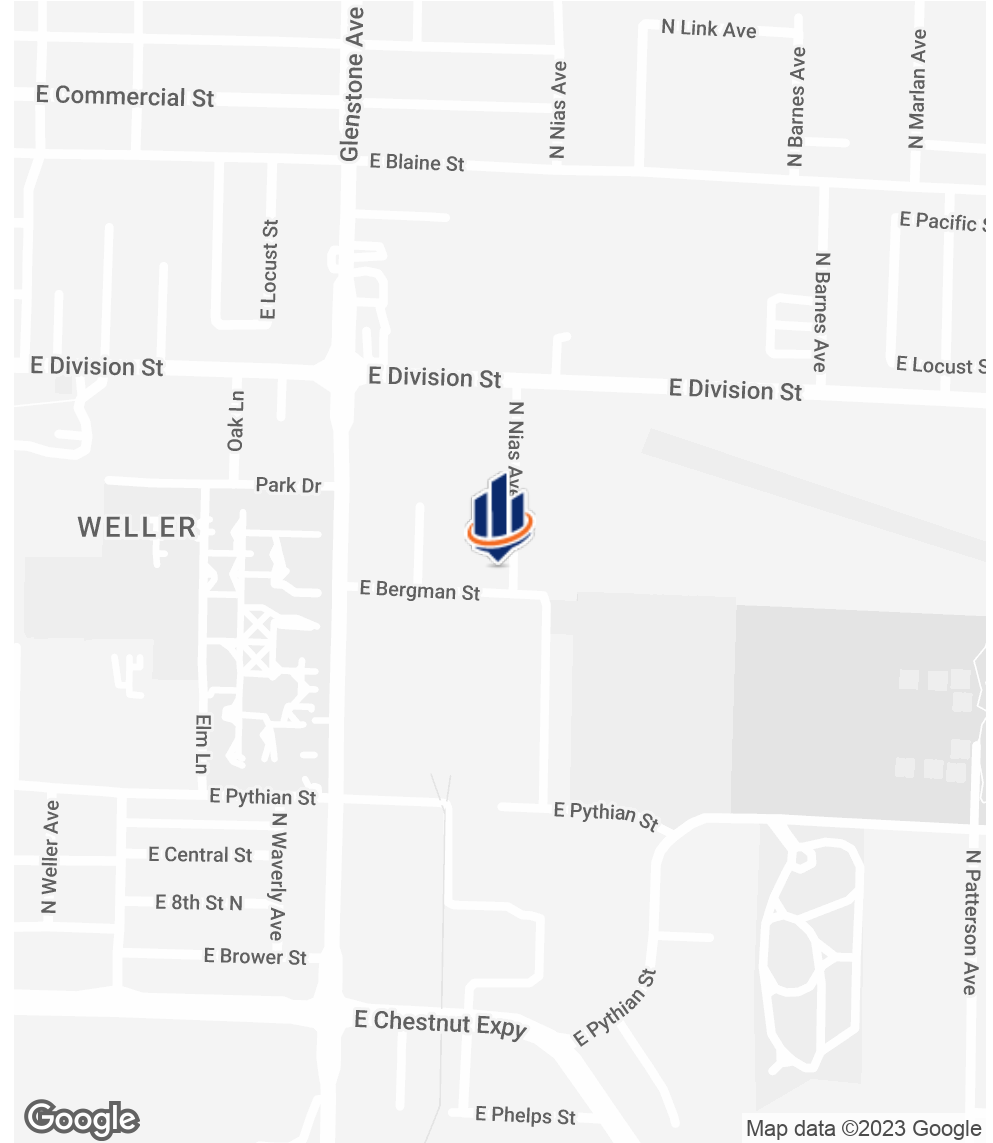 N Link Ave
Glenstone Ave
N Nias Ave
N Barnes Ave
N Marlan Ave
E Commercial St
E Blaine St
E Pacific S
E Locust St
N Barnes Ave
E Division St
E Division St
E Division St
E Locust S
Oak Ln
N Nias Ave
Park Dr
WELLER
E Bergman St
Elm Ln
E Pythian St
E Pythian St
N Weller Ave
N Waverly Ave
E Central St
E 8th St N
N Patterson Ave
E Brower St
E Pythian St
E Chestnut Expy
E Phelps St
Google
Map data ©2023 Google